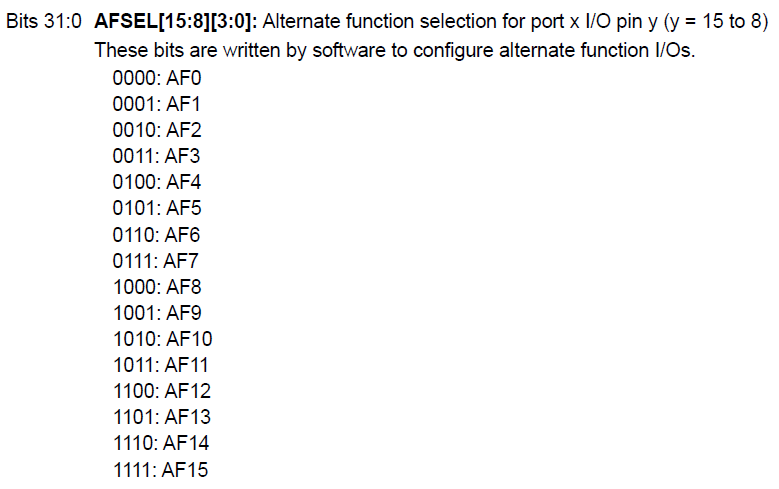 Bits 31:0 AFSEL[15:8][3:0]: Alternate function selection for port x I/O pin y (y = 15 to 8)
These bits are written by software to configure alternate function I/Os.
0000: AF0
0001: AF1
0010: AF2
0011: AF3
0100: AF4
0101: AF5
0110: AF6
0111: AF7
1000: AF8
1001: AF9
1010: AF10
1011: AF11
1100: AF12
1101: AF13
1110: AF14
1111: AF15